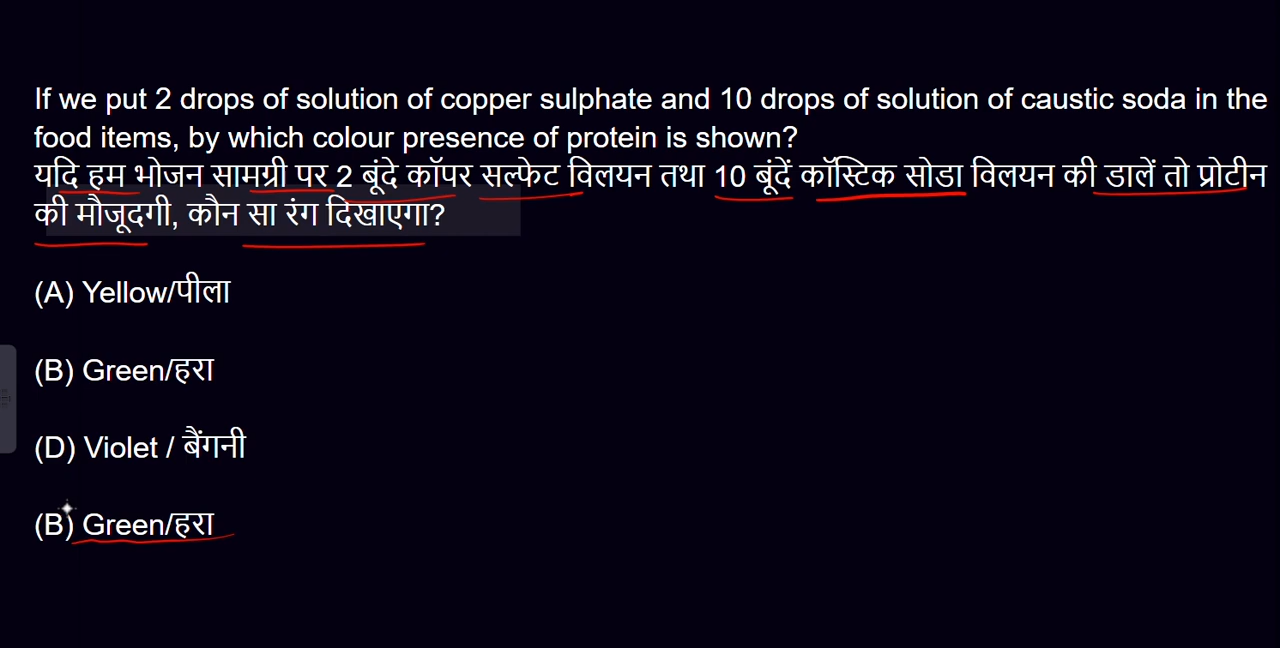 If we put 2 drops of solution of copper sulphate and 10 drops of solution of caustic soda in the
food items, by which colour presence of protein is shown?
यदि हम भोजन सामग्री पर 2 बूंदे कॉपर सल्फेट विलयन तथा 10 बूंदें कॉस्टिक सोडा विलयन की डालें तो प्रोटीन
की मौजूदगी, कौन सा रंग दिखाएगा?
(A) Yellow/पीला
(B) Green/हरा
(D) Violet / बैंगनी
(B) Green/हरा